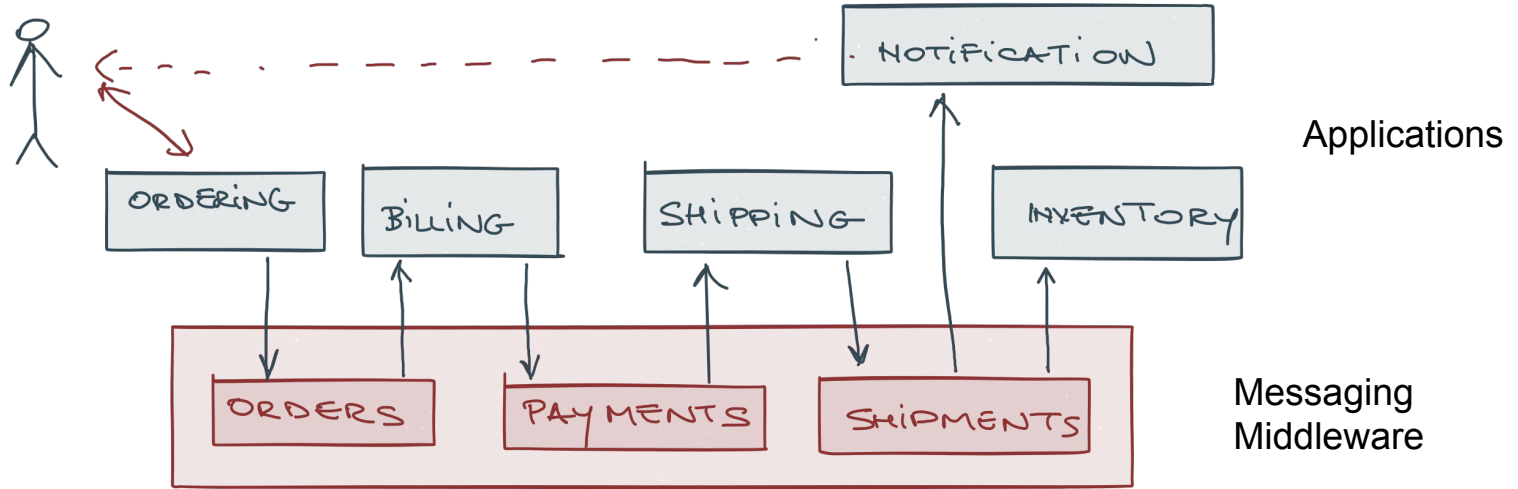 NOTiFiCATiON
Applications
ORDERiNG
BiLLiNG
SHiPPiNG
INVENTORY
ORDERS
PAYMENTS
SHiPMENTS
Messaging
Middleware